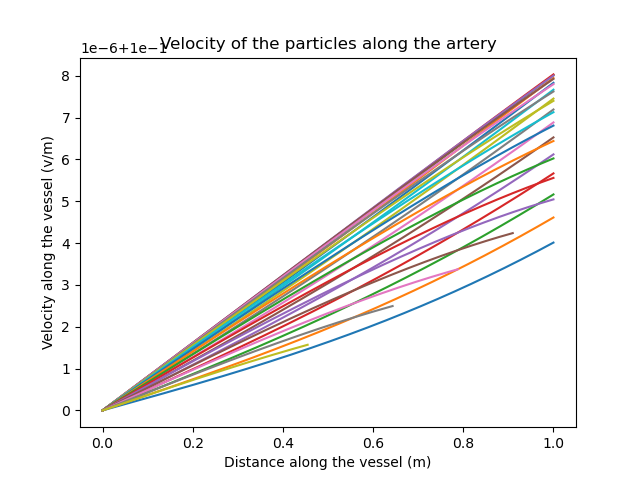 Velocity of the particles along the artery
1e−6+1e−1
8
7
6
5
4
3
2
1
0
Velocity along the vessel (v/m)
0.0 0.2 0.4 0.6 0.8 1.0
Distance along the vessel (m)